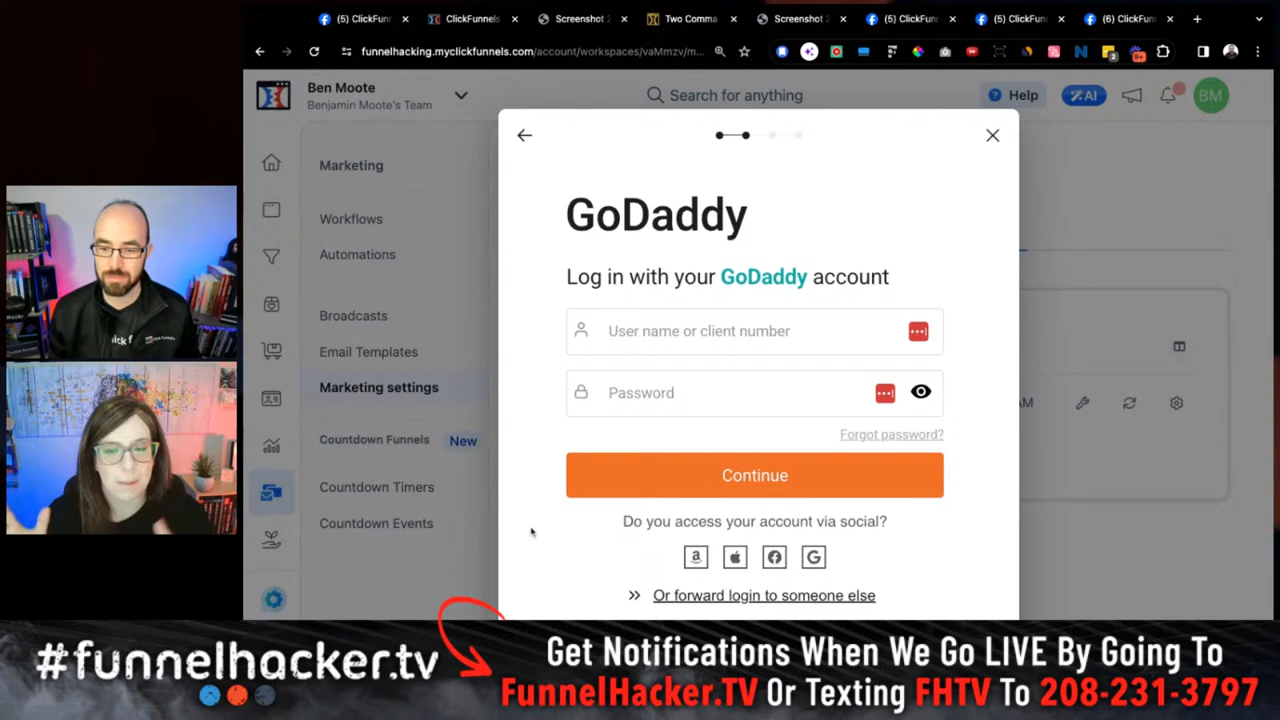 (5) ClickFun
ClickFunnels
Screenshot 2
Two Comma
Screenshot 2
(5) ClickFun
(5) ClickFun
(6) ClickFun
funnelhacking.myclickfunnels.com/account/workspaces/vaMmzv/m...
Ben Moote
Benjamin Moote's Team
Search for anything
Help
AI
BM
Marketing
Workflows
Automations
Broadcasts
Email Templates
Marketing settings
Countdown Funnels
New
Countdown Timers
Countdown Events
GoDaddy
Log in with your GoDaddy account
User name or client number
Password
Forgot password?
Continue
Do you access your account via social?
Or forward login to someone else
AM
#funnelhacker.tv
Get Notifications When We Go LIVE By Going To
FunnelHacker.TV Or Texting FHTV To 208-231-3797